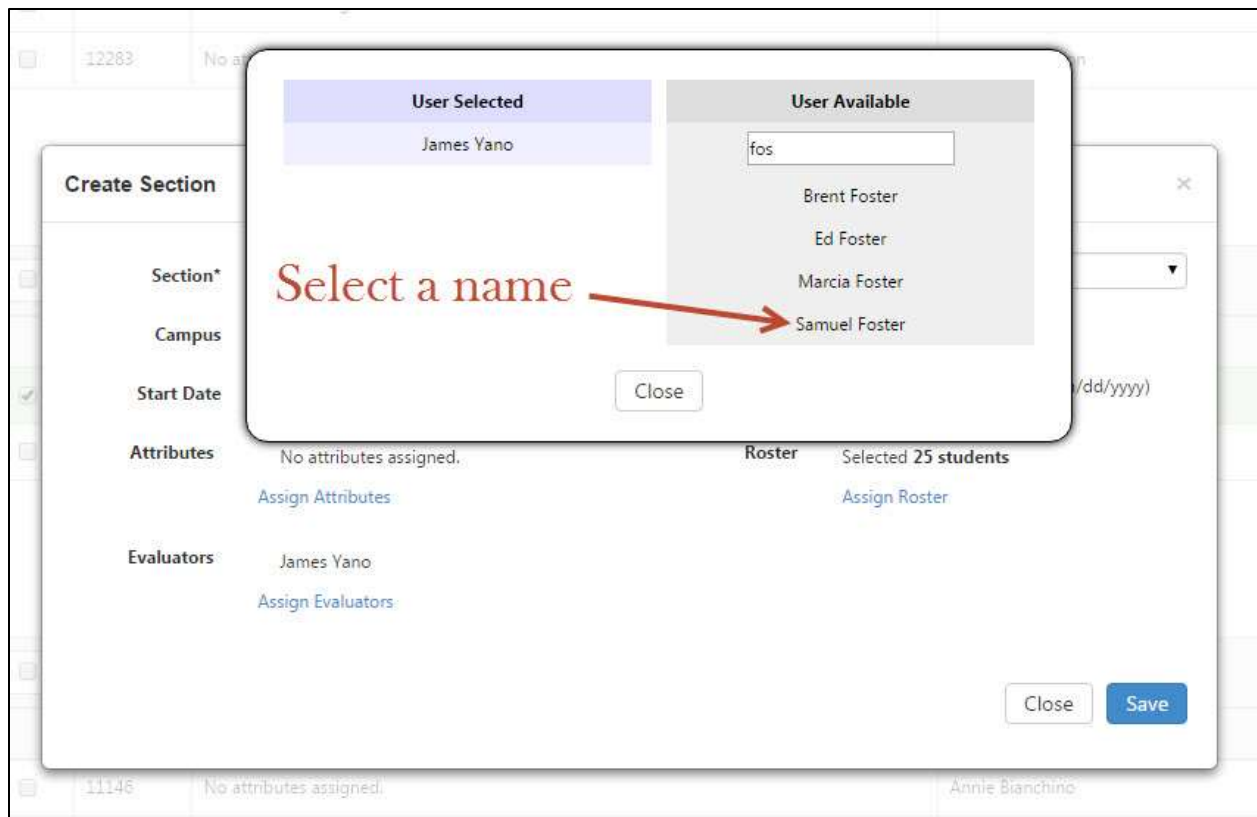 12283 No at
User Selected User Available
James Yano fos
Brent Foster
Create Section ×
Ed Foster
Section*
Select a name Marcia Foster
Samuel Foster
Campus
Start Date Close /dd/yyyy)
Attributes No attributes assigned. Roster Selected 25 students
Assign Attributes Assign Roster
Evaluators James Yano
Assign Evaluators
Close Save
11146 No attributes assigned. Annie Bianchino